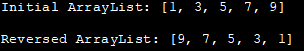 Initial ArrayList: [1, 3, 5, 7, 9]
Reversed ArrayList: [9, 7, 5, 3, 1]